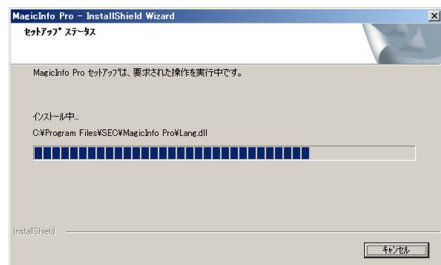 MagicInfo Pro - InstallShield Wizard
セットアップ ステータス
MagicInfo Pro セットアップは、要求された操作を実行中です。
インストール中...
C:¥Program Files¥SEC¥MagicInfo Pro¥Lang.dll
InstallShield
キャンセル